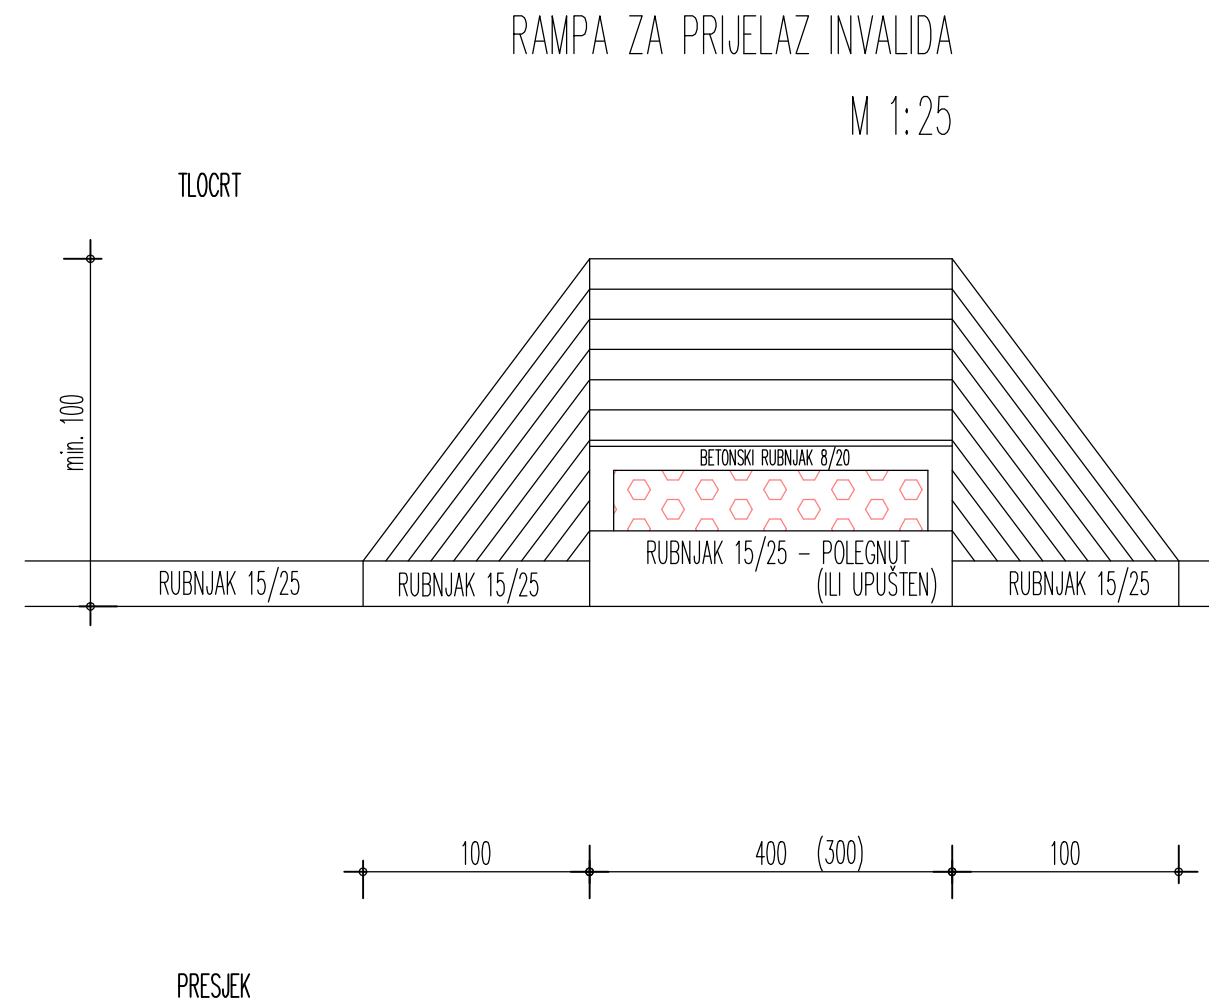 RAMPA ZA PRIJELAZ INVALIDA
M 1:25
TLOCRT
min. 100
BETONSKI RUBNJAK 8/20
RUBNJAK 15/25 - POLEGNUT
(ILI UPUŠTEN)
RUBNJAK 15/25
RUBNJAK 15/25
RUBNJAK 15/25
100
400 (300)
100
PRESJEK